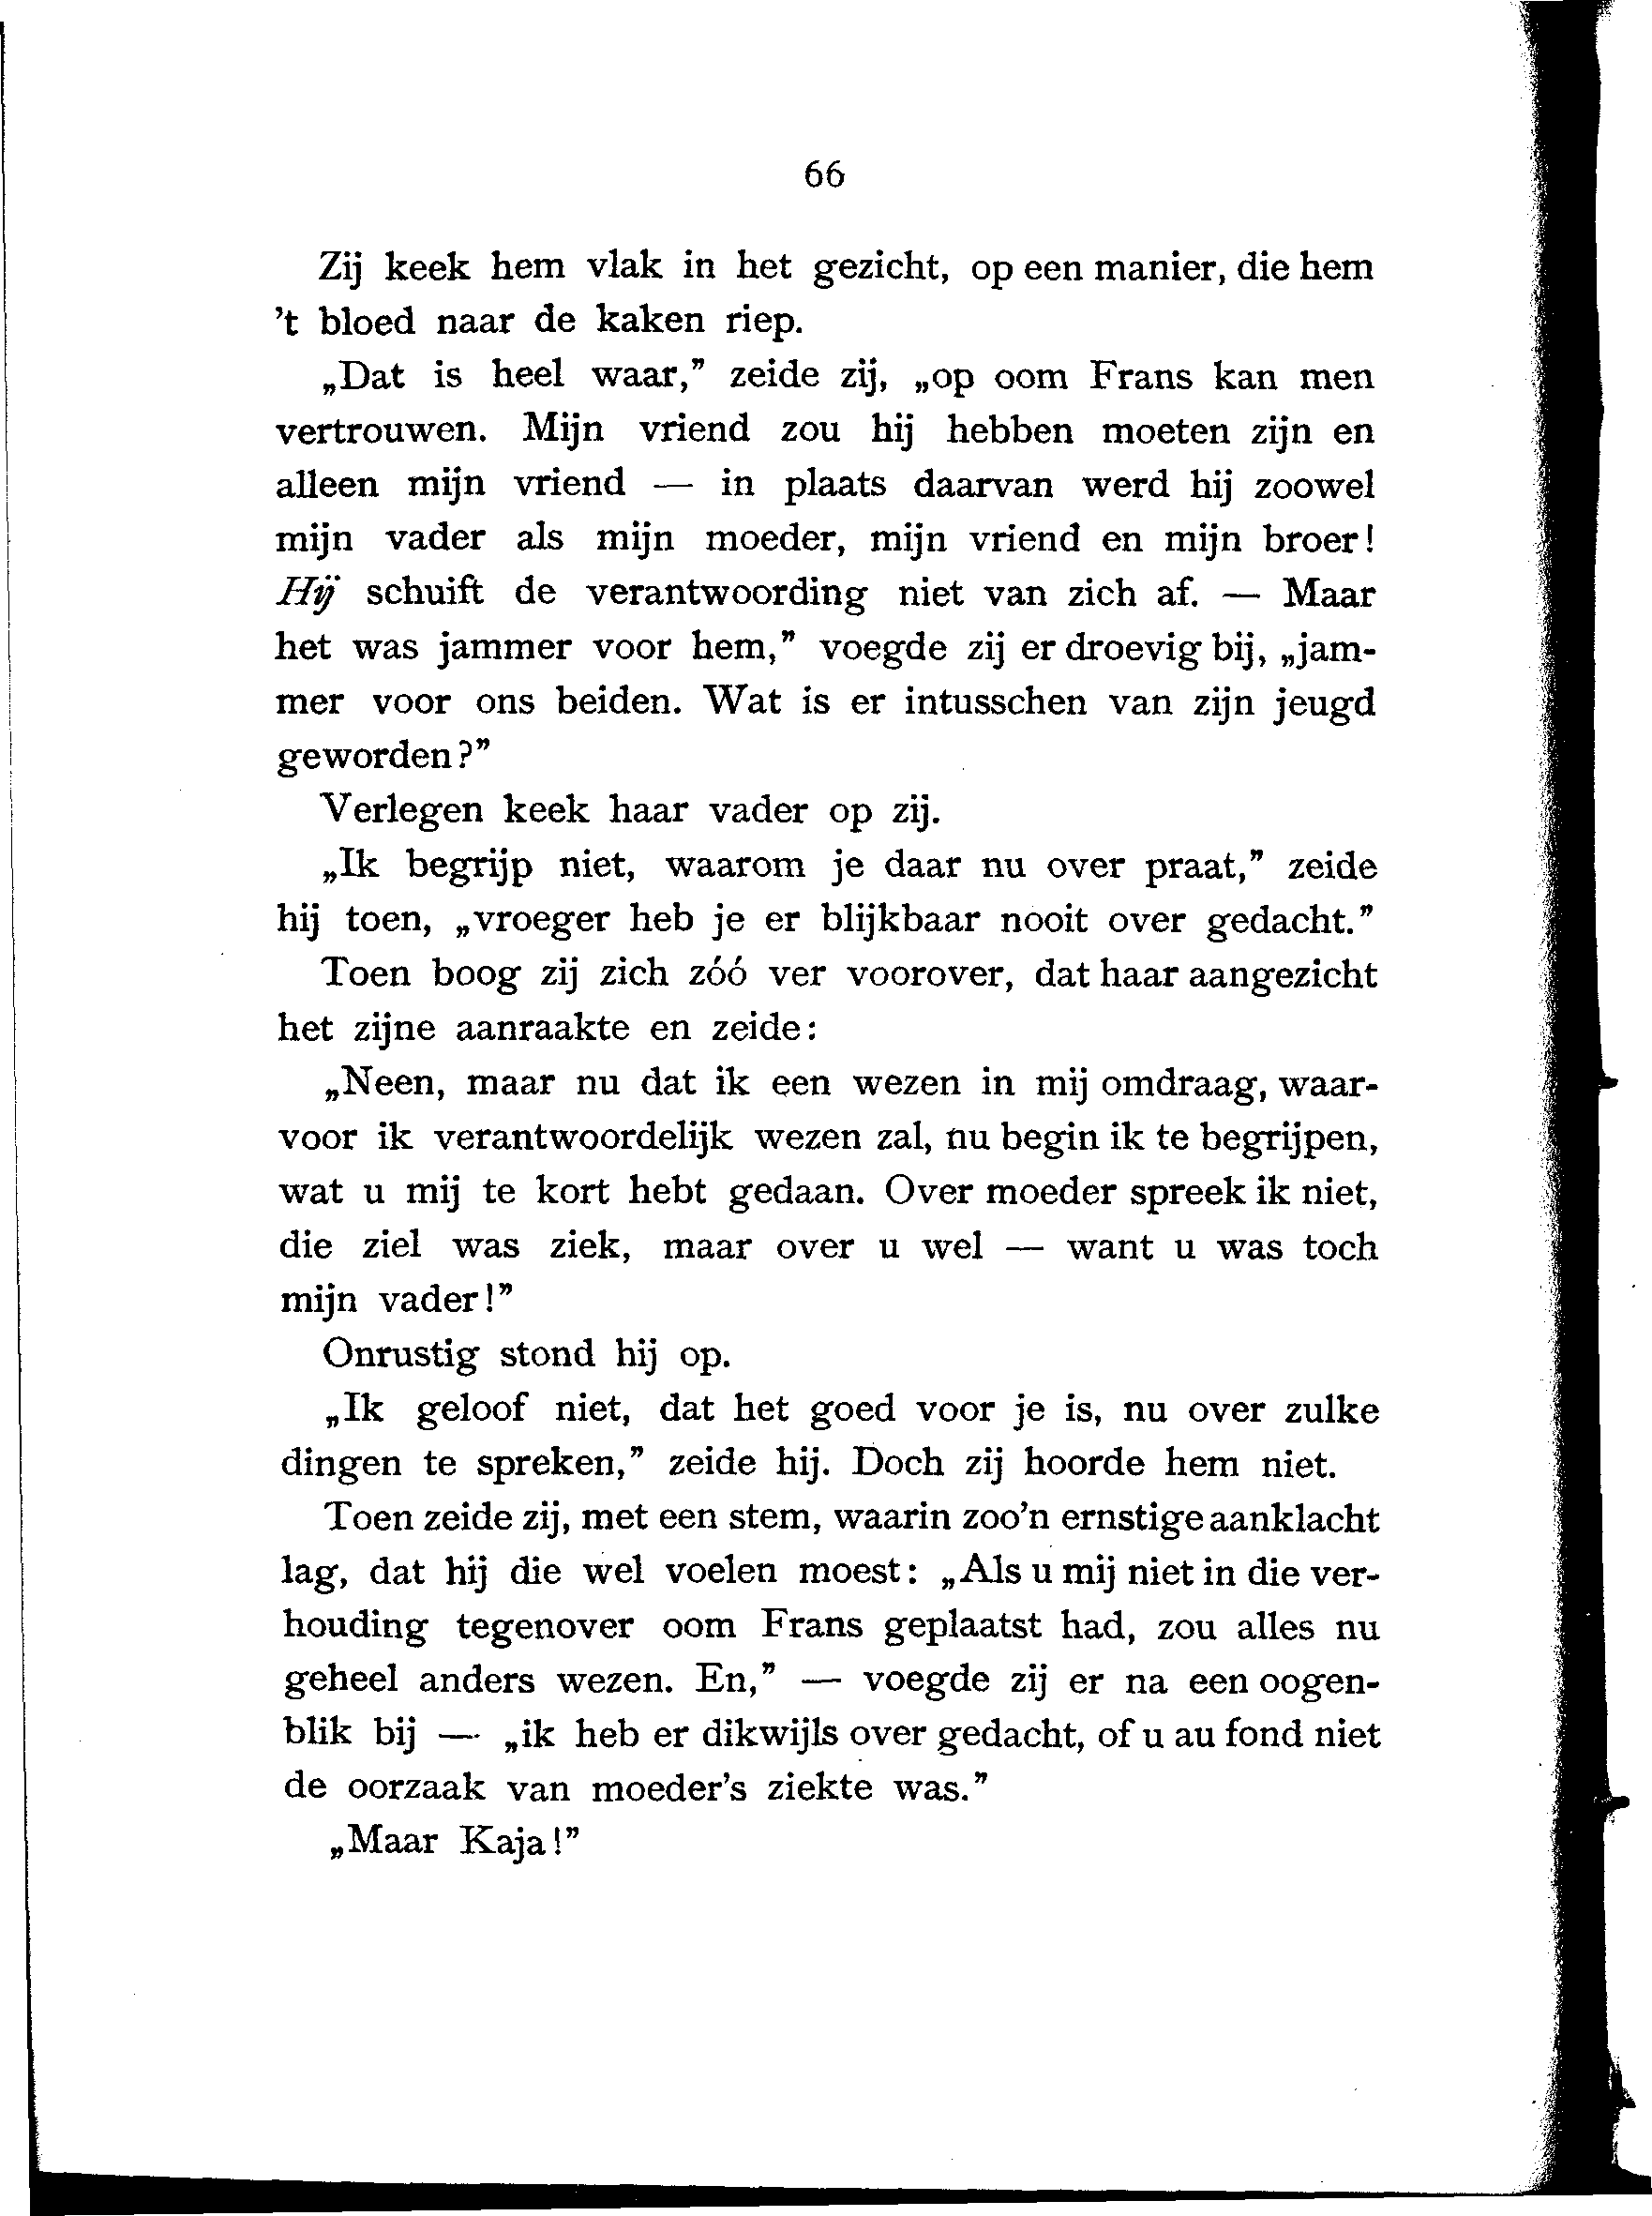 66
Zij keek hem vlak in het gezicht, op een manier, die hem
't bloed naar de kaken riep.
„Dat is heel waar,” zeide zij, „op oom Frans kan men
vertrouwen. Mijn vriend zou hij hebben moeten zijn en
alleen mijn vriend — in plaats daarvan werd hij zoowel
mijn vader als mijn moeder, mijn vriend en mijn broer!
Hij schuift de verantwoording niet van zich af. — Maar
het was jammer voor hem,” voegde zij er droevig bij, „jam-
mer voor ons beiden. Wat is er intusschen van zijn jeugd
geworden?”
Verlegen keek haar vader op zij.
„Ik begrijp niet, waarom je daar nu over praat,” zeide
hij toen, „vroeger heb je er blijkbaar nooit over gedacht.”
Toen boog zij zich zóó ver voorover, dat haar aangezicht
het zijne aanraakte en zeide:
„Neen, maar nu dat ik een wezen in mij omdraag, waar-
voor ik verantwoordelijk wezen zal, nu begin ik te begrijpen,
wat u mij te kort hebt gedaan. Over moeder spreek ik niet,
die ziel was ziek, maar over u wel — want u was toch
mijn vader!”
Onrustig stond hij op.
„Ik geloof niet, dat het goed voor je is, nu over zulke
dingen te spreken,” zeide hij. Doch zij hoorde hem niet.
Toen zeide zij, met een stem, waarin zoo'n ernstige aanklacht
lag, dat hij die wel voelen moest: „Als u mij niet in die ver-
houding tegenover oom Frans geplaatst had, zou alles nu
geheel anders wezen. En,” — voegde zij er na een oogen-
blik bij — „ik heb er dikwijls over gedacht, of u au fond niet
de oorzaak van moeder's ziekte was.”
„Maar Kaja!”